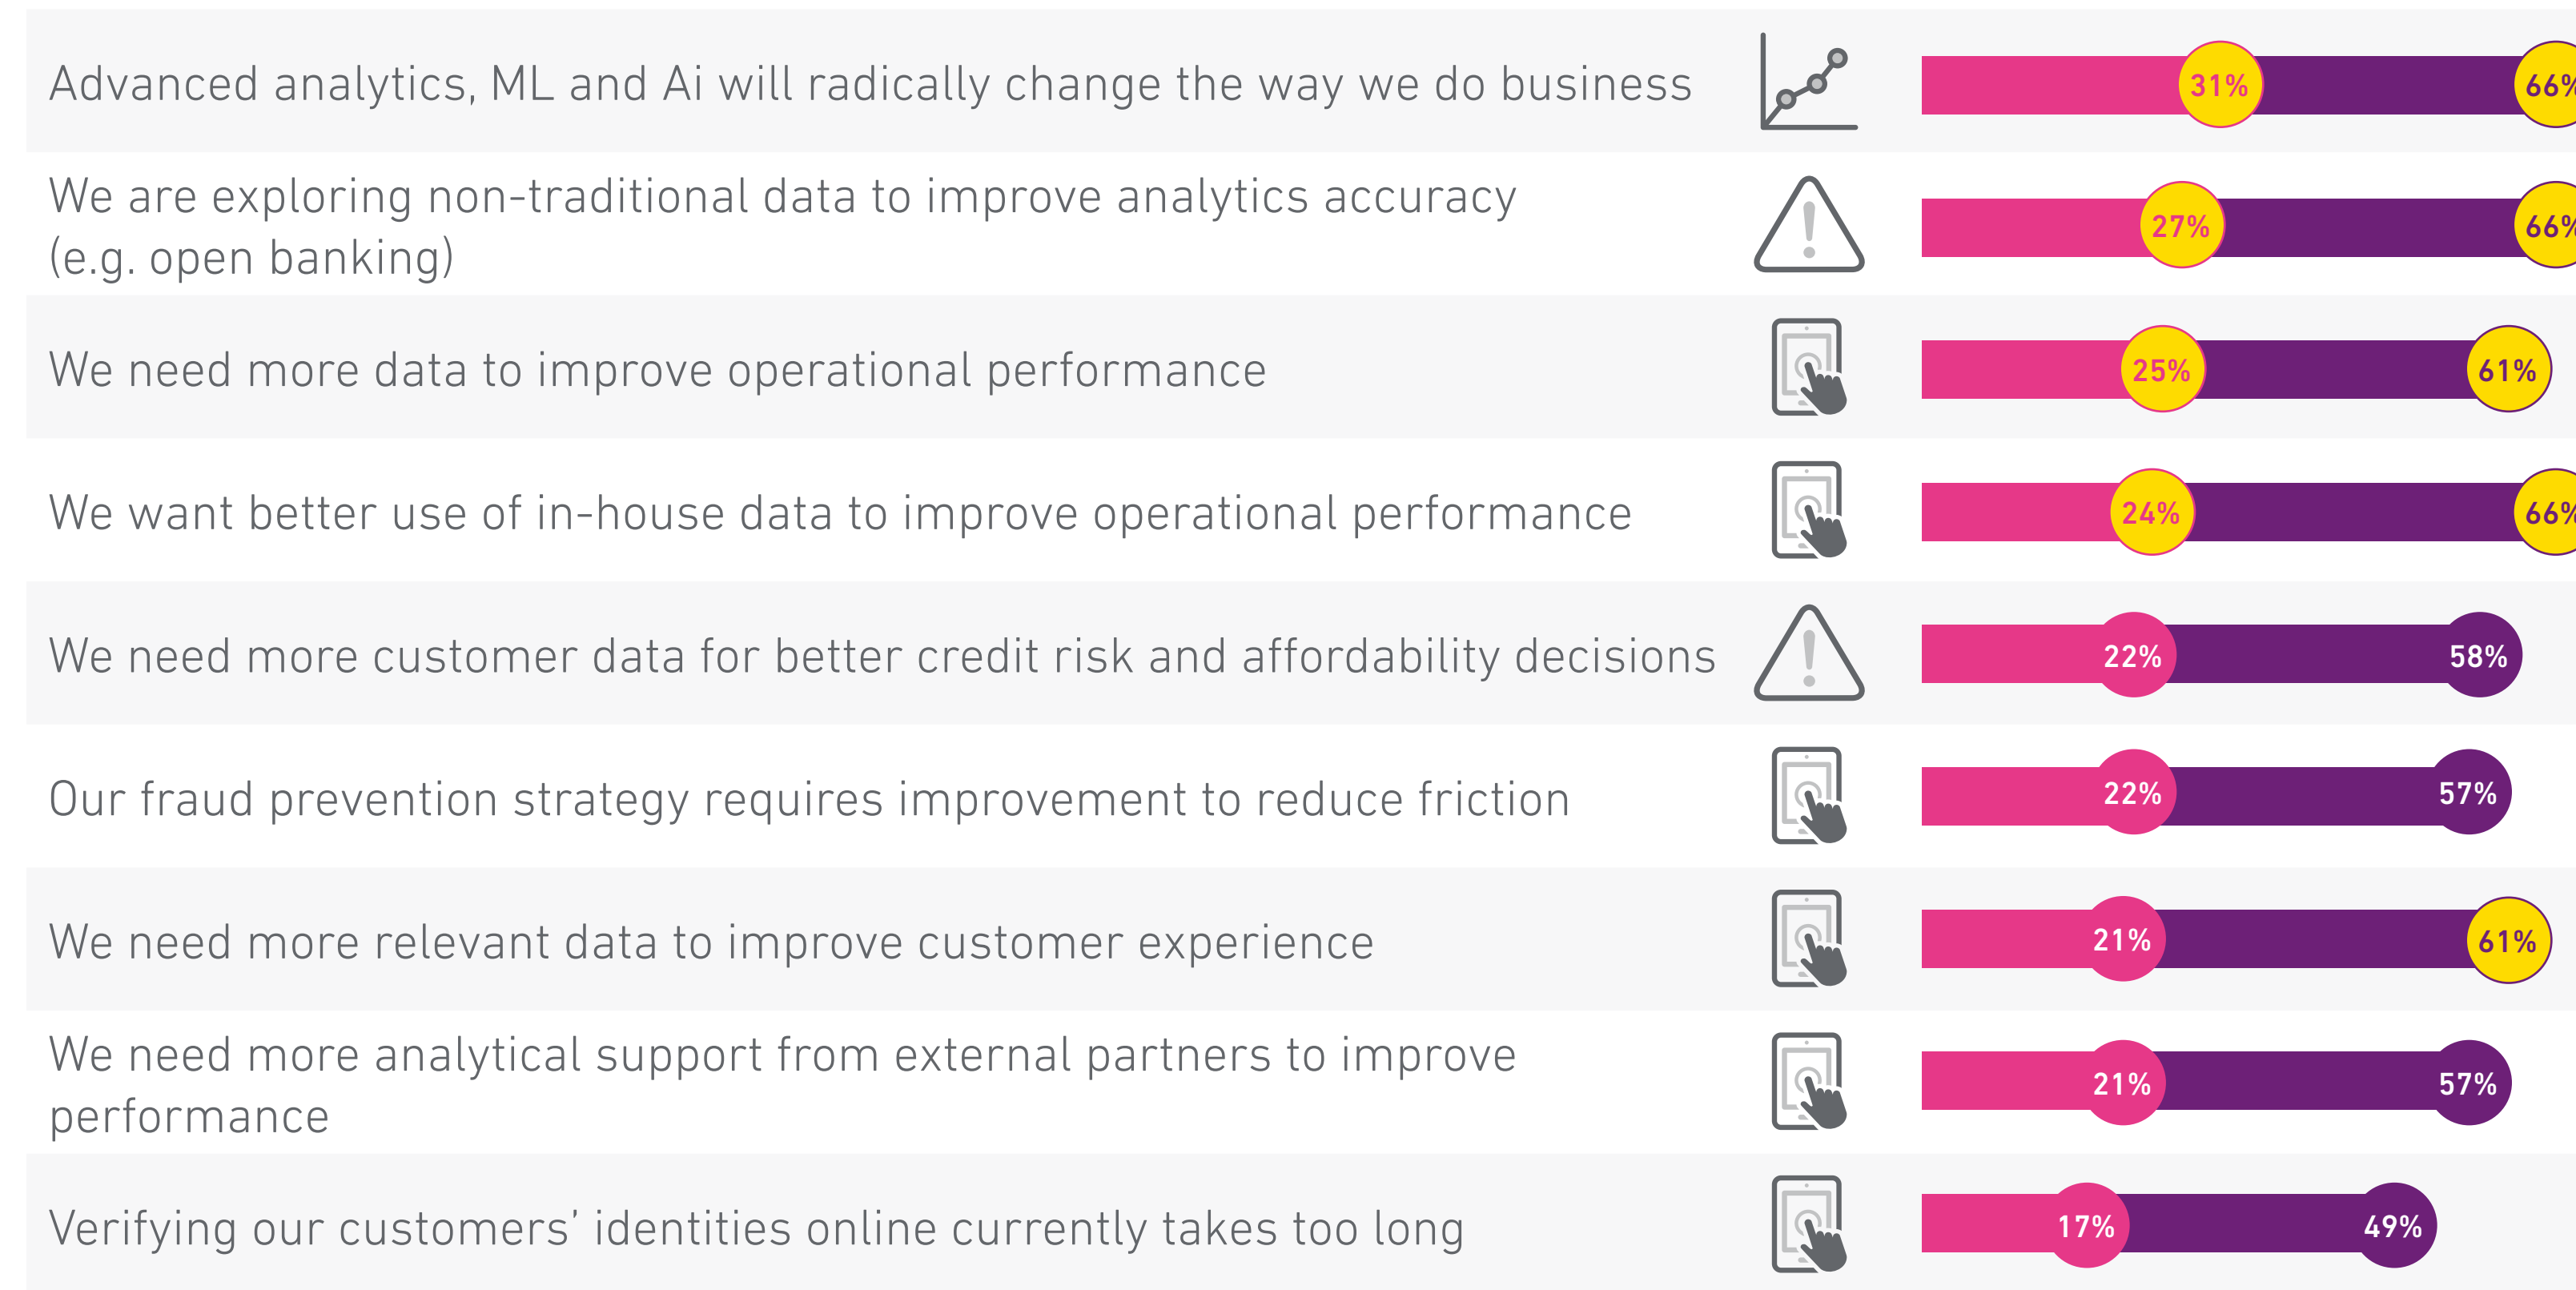 Advanced analytics, ML and Ai will radically change the way we do business
31%
66%
We are exploring non-traditional data to improve analytics accuracy
(e.g. open banking)
27%
66%
We need more data to improve operational performance
25%
61%
We want better use of in-house data to improve operational performance
24%
66%
We need more customer data for better credit risk and affordability decisions
22%
58%
Our fraud prevention strategy requires improvement to reduce friction
22%
57%
We need more relevant data to improve customer experience
21%
61%
We need more analytical support from external partners to improve
performance
21%
57%
Verifying our customers’ identities online currently takes too long
17%
49%